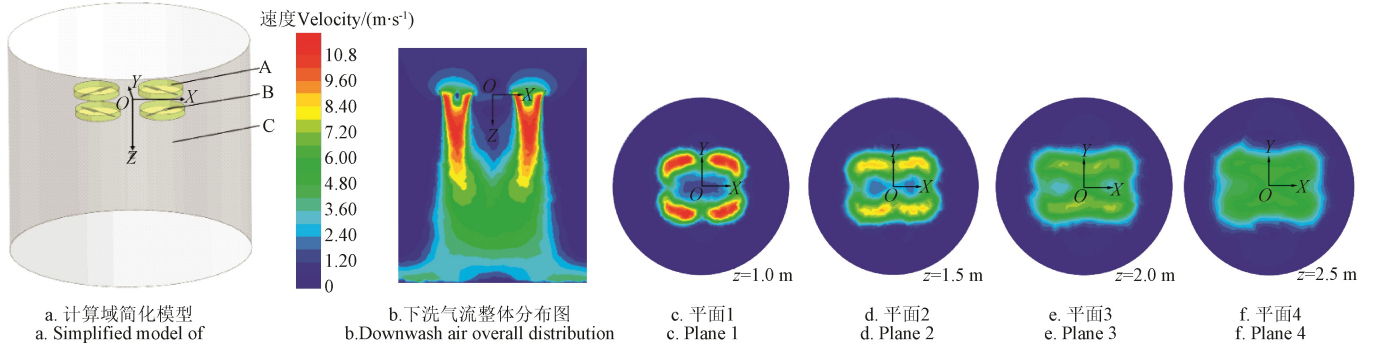 速度Velocity/(m·s⁻¹)
A
B
C
Y
O
X
Z
10.8
9.60
8.40
7.20
6.00
4.80
3.60
2.40
1.20
0
O
X
Z
Y
X
O
Y
X
O
Y
X
O
Y
X
O
z=1.0 m
z=1.5 m
z=2.0 m
z=2.5 m
a. 计算域简化模型
a. Simplified model of
b.下洗气流整体分布图
b.Downwash air overall distribution
c. 平面1
c. Plane 1
d. 平面2
d. Plane 2
e. 平面3
e. Plane 3
f. 平面4
f. Plane 4